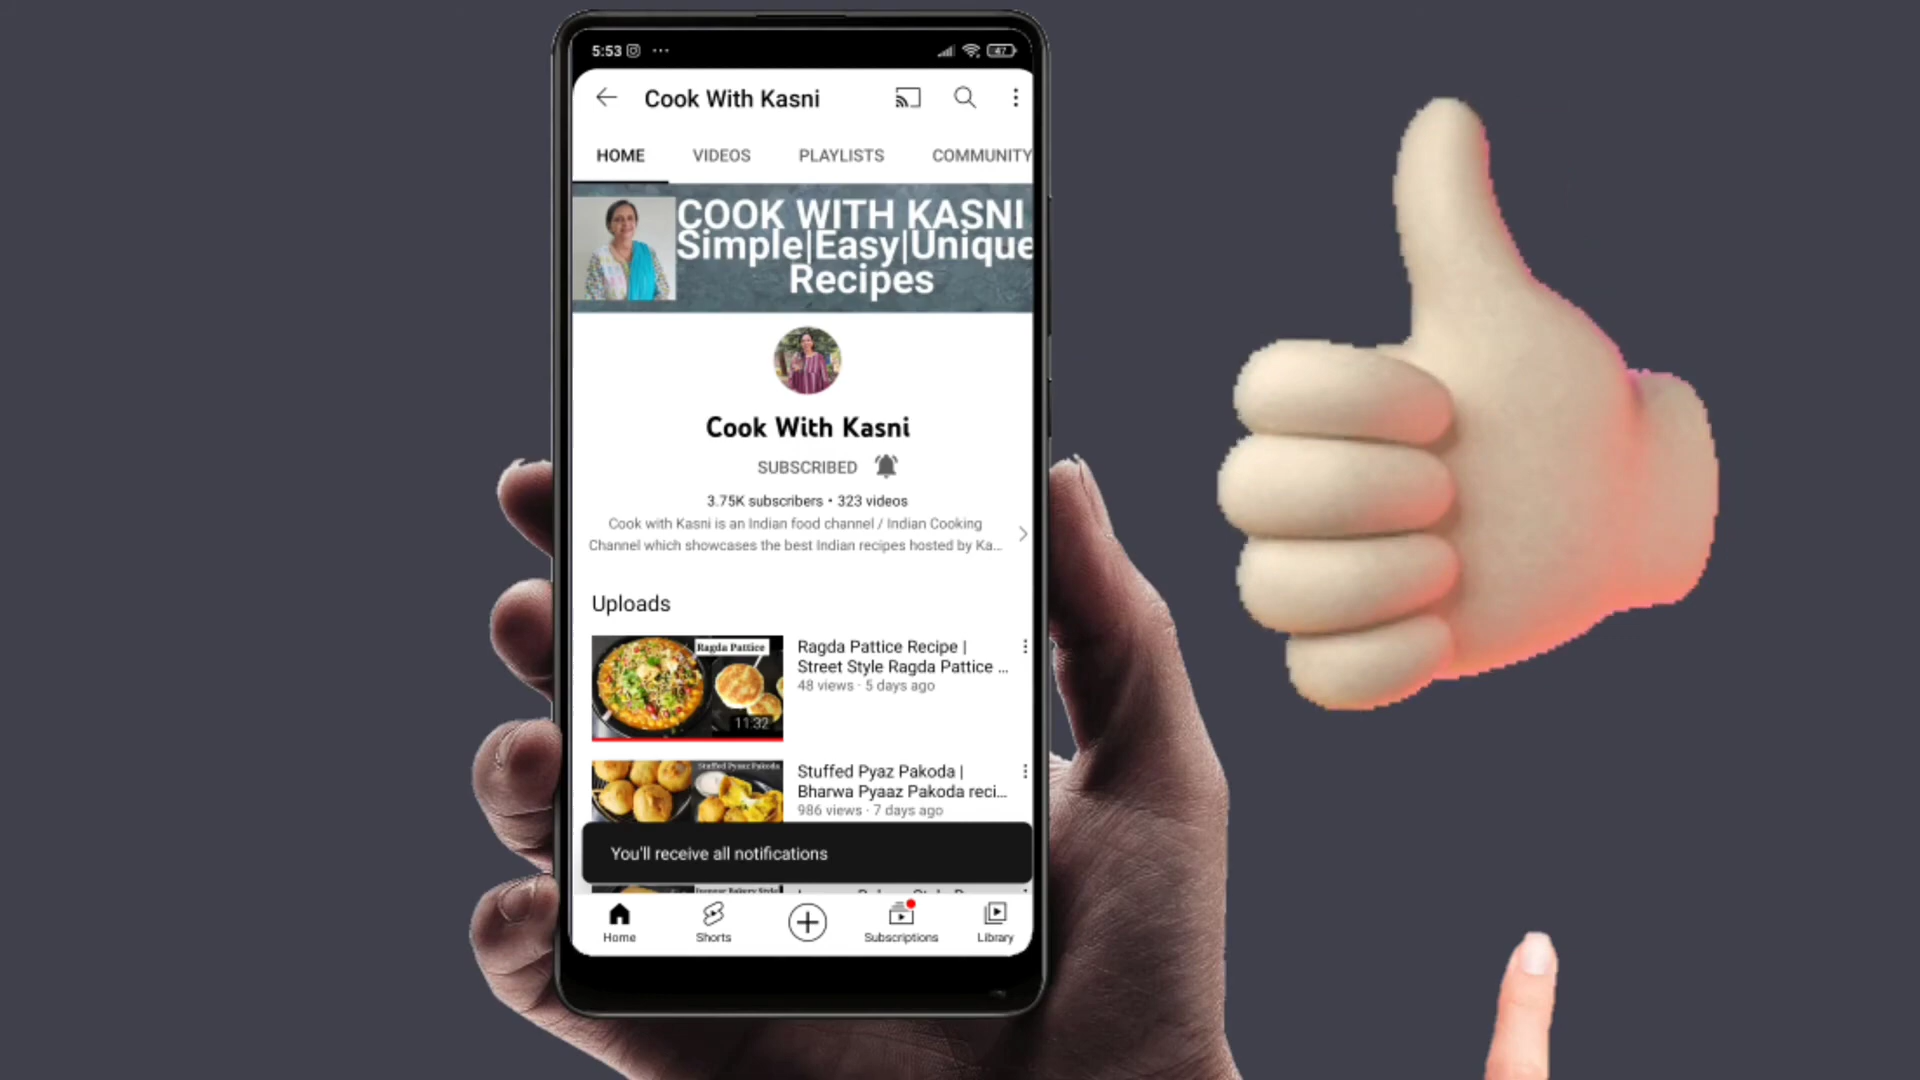 5:53
47
Cook With Kasni
HOME VIDEOS PLAYLISTS COMMUNITY
COOK WITH KASNI
Simple|Easy|Unique
Recipes
Cook With Kasni
SUBSCRIBED
3.75K subscribers • 323 videos
Cook with Kasni is an Indian food channel / Indian Cooking
Channel which showcases the best Indian recipes hosted by Ka...
Uploads
Ragda Pattice
11:32
Ragda Pattice Recipe |
Street Style Ragda Pattice ...
48 views · 5 days ago
Stuffed Pyaz Pakoda
Stuffed Pyaz Pakoda |
Bharwa Pyaaz Pakoda reci...
986 views · 7 days ago
You'll receive all notifications
Home Shorts Subscriptions Library